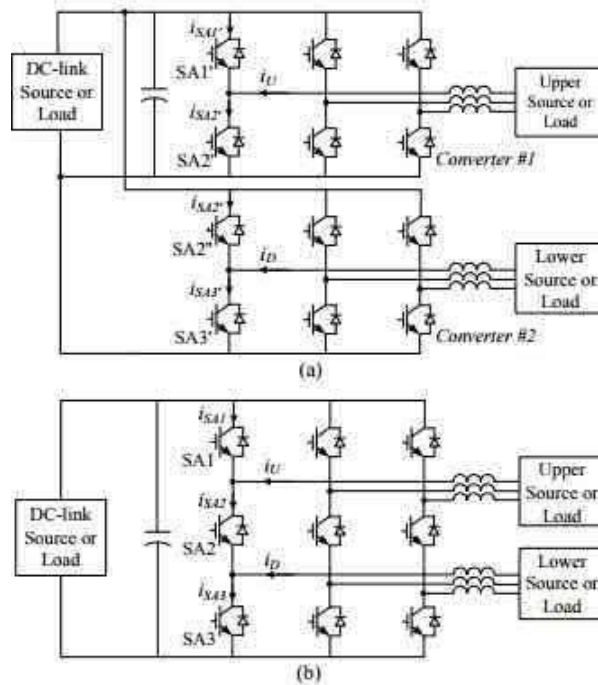 iSA1'
SA1'
DC-link
Source or
Load
iU
Upper
Source or
Load
iSA2'
SA2'
Converter #1
iSA2"
SA2"
iD
Lower
Source or
Load
iSA3'
SA3'
Converter #2
(a)
iSA1
SA1
iU
Upper
Source or
Load
iSA2
DC-link
Source or
Load
SA2
iD
Lower
Source or
Load
iSA3
SA3
(b)